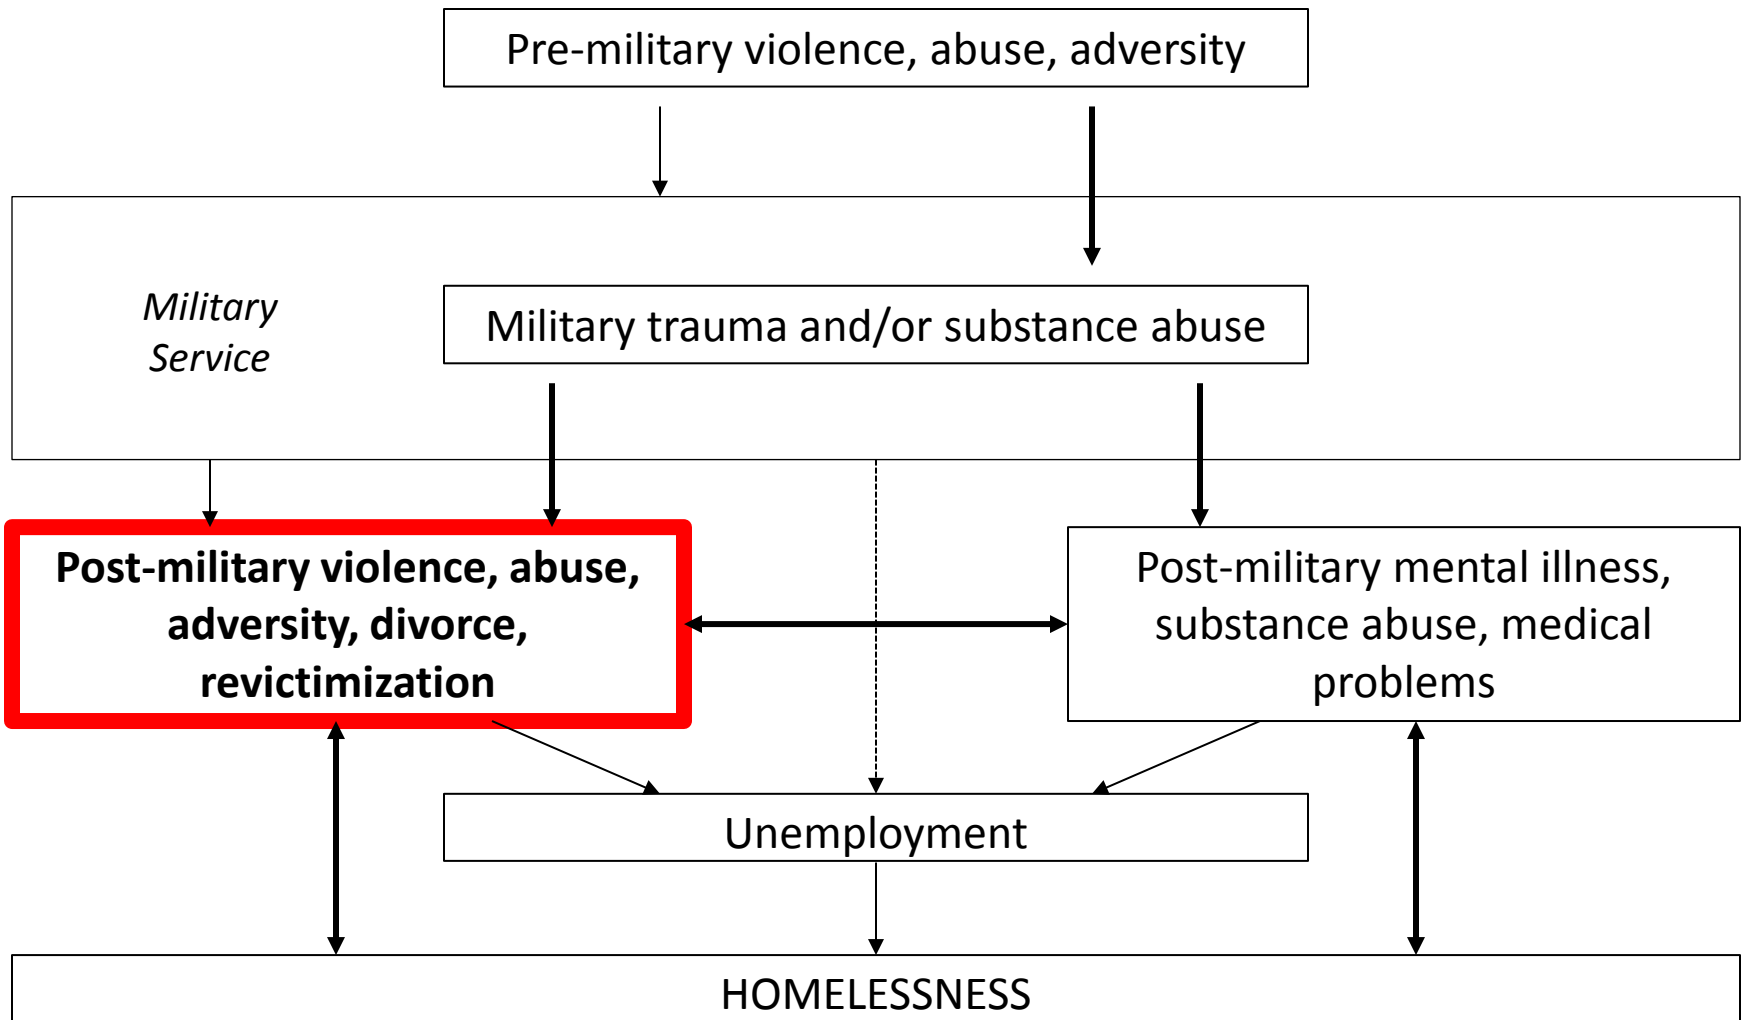 Pre-military violence, abuse, adversity
Military
Service
Military trauma and/or substance abuse
Post-military violence, abuse,
adversity, divorce,
revictimization
Post-military mental illness,
substance abuse, medical
problems
Unemployment
HOMELESSNESS